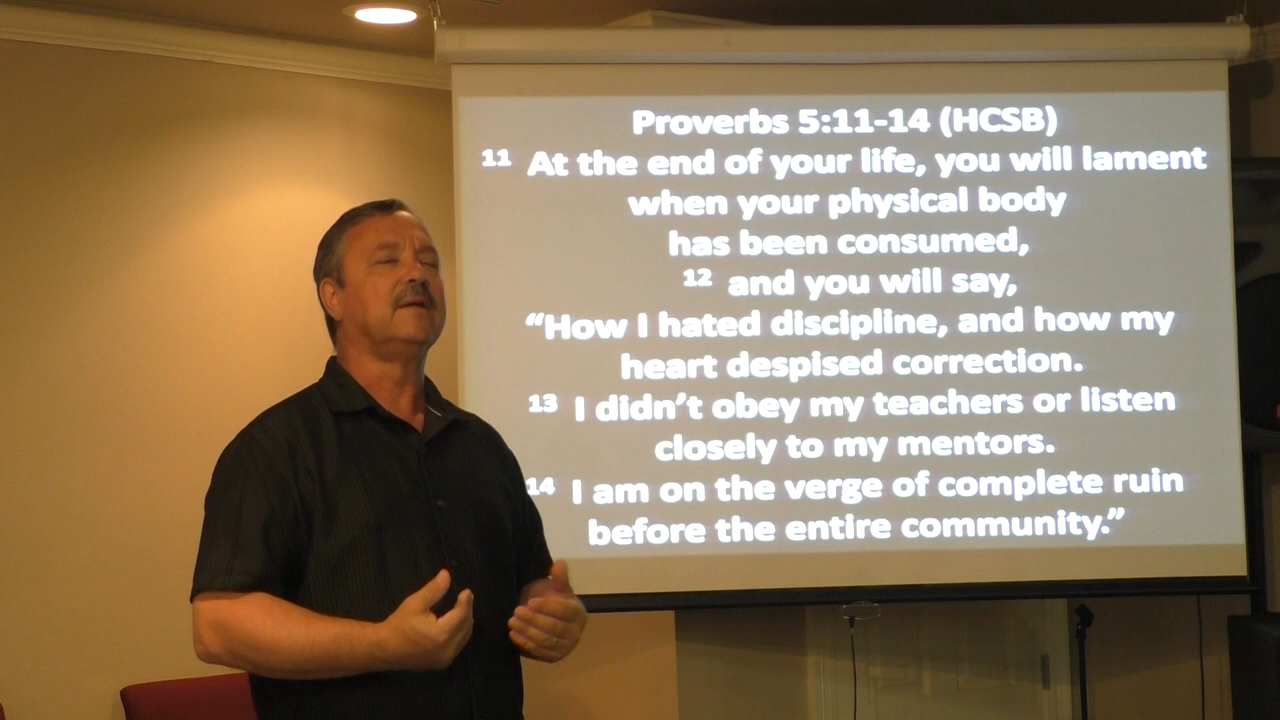 Proverbs 5:11-14 (HCSB)
11 At the end of your life, you will lament
when your physical body
has been consumed,
12 and you will say,
“How I hated discipline, and how my
heart despised correction.
13 I didn’t obey my teachers or listen
closely to my mentors.
14 I am on the verge of complete ruin
before the entire community.”